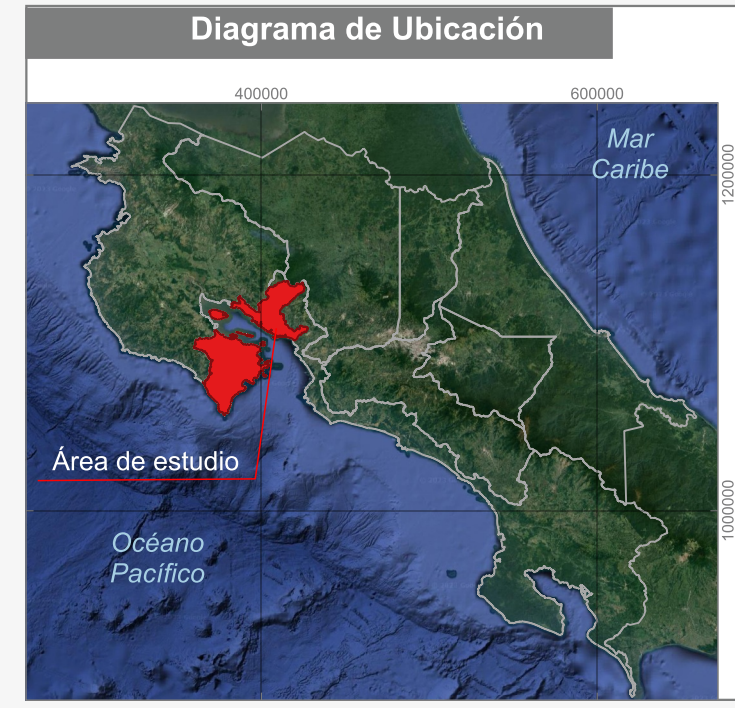 Diagrama de Ubicación
400000
600000
Mar
Caribe
1200000
Área de estudio
Océano
Pacífico
1000000